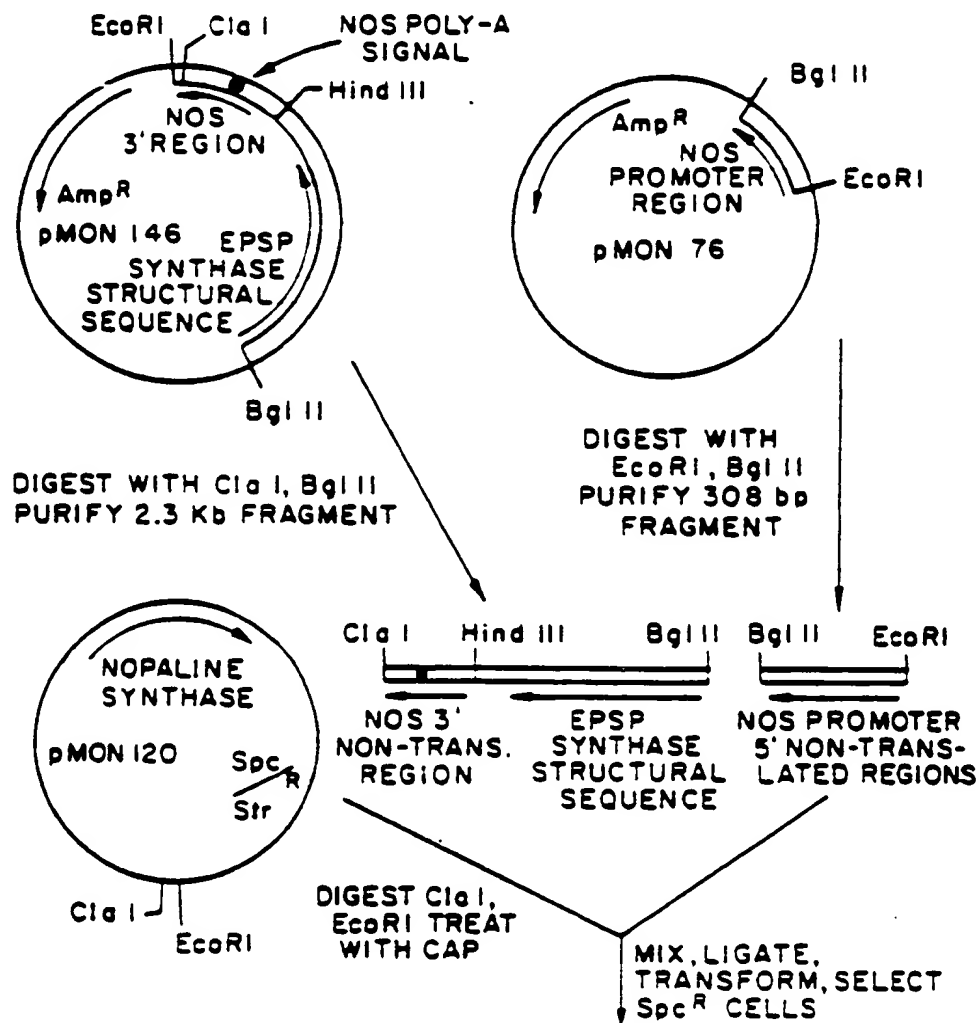 EcoRI
Cla I
NOS POLY-A
SIGNAL
Hind III
NOS
3' REGION
AmpR
pMON 146
EPSP
SYNTHASE
STRUCTURAL
SEQUENCE
Bgl II
Bgl II
AmpR
NOS
PROMOTER
REGION
EcoRI
pMON 76
DIGEST WITH Cla I, Bgl II
PURIFY 2.3 Kb FRAGMENT
DIGEST WITH
EcoRI, Bgl II
PURIFY 308 bp
FRAGMENT
NOPALINE
SYNTHASE
pMON 120
Spc
R
Str
Cla I
EcoRI
Cla I
Hind III
Bgl II
Bgl II
EcoRI
NOS 3'
NON-TRANS.
REGION
EPSP
SYNTHASE
STRUCTURAL
SEQUENCE
NOS PROMOTER
5' NON-TRANS-
LATED REGIONS
DIGEST Cla I,
EcoRI TREAT
WITH CAP
MIX, LIGATE,
TRANSFORM, SELECT
SpcR CELLS